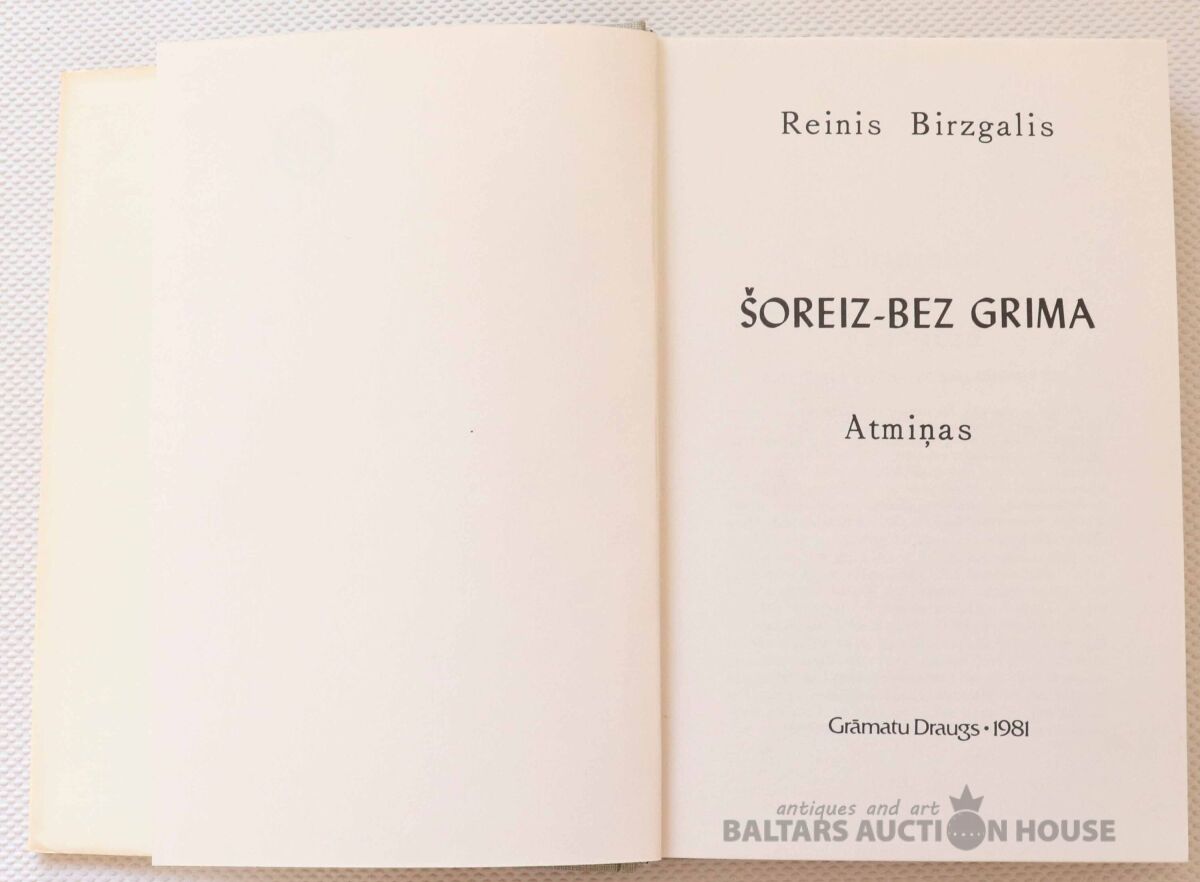 Reinis Birzgalis
ŠOREIZ-BEZ GRIMA
Atmiņas
Grāmatu Draugs • 1981
antiques and art
BALTARS AUCTION HOUSE